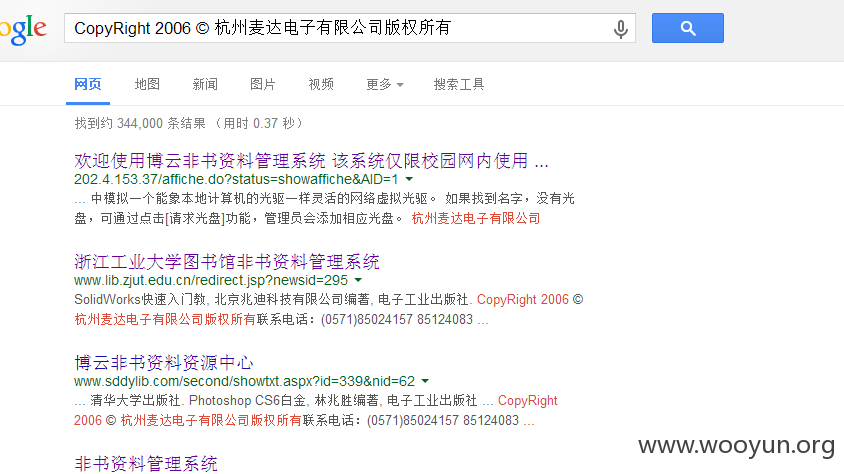 ogle CopyRight 2006 © 杭州麦达电子有限公司版权所有
网页 地图 新闻 图片 视频 更多 搜索工具
找到约 344,000 条结果 （用时 0.37 秒）
欢迎使用博云非书资料管理系统 该系统仅限校园网内使用 ...
202.4.153.37/affiche.do?status=showaffiche&AID=1
... 中模拟一个能象本地计算机的光驱一样灵活的网络虚拟光驱。 如果找到名字，没有光
盘，可通过点击[请求光盘]功能，管理员会添加相应光盘。 杭州麦达电子有限公司
浙江工业大学图书馆非书资料管理系统
www.lib.zjut.edu.cn/redirect.jsp?newsid=295
SolidWorks快速入门教, 北京兆迪科技有限公司编著, 电子工业出版社. CopyRight 2006 ©
杭州麦达电子有限公司版权所有联系电话：(0571)85024157 85124083 ...
博云非书资料资源中心
www.sddylib.com/second/showtxt.aspx?id=339&nid=62
... 清华大学出版社. Photoshop CS6白金, 林兆胜编著, 电子工业出版社 ... CopyRight
2006 © 杭州麦达电子有限公司版权所有联系电话：(0571)85024157 85124083 ...
非书资料管理系统
www.wooyun.org